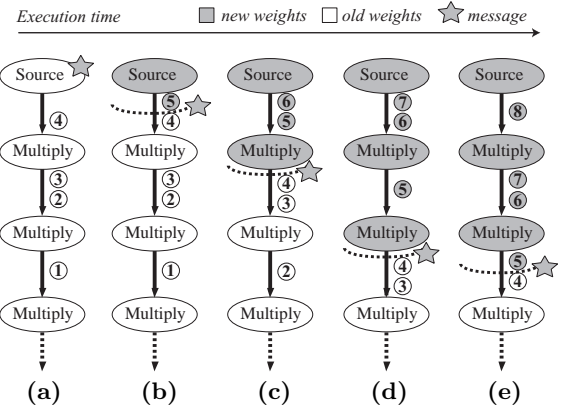 Execution time
new weights
old weights
message
Source Source Source Source Source
4 5 6 7 8
4 5 6
Multiply Multiply Multiply Multiply Multiply
3 3 4 5 7
2 2 3 6
Multiply Multiply Multiply Multiply Multiply
1 1 2 4 5
3 4
Multiply Multiply Multiply Multiply Multiply
(a) (b) (c) (d) (e)